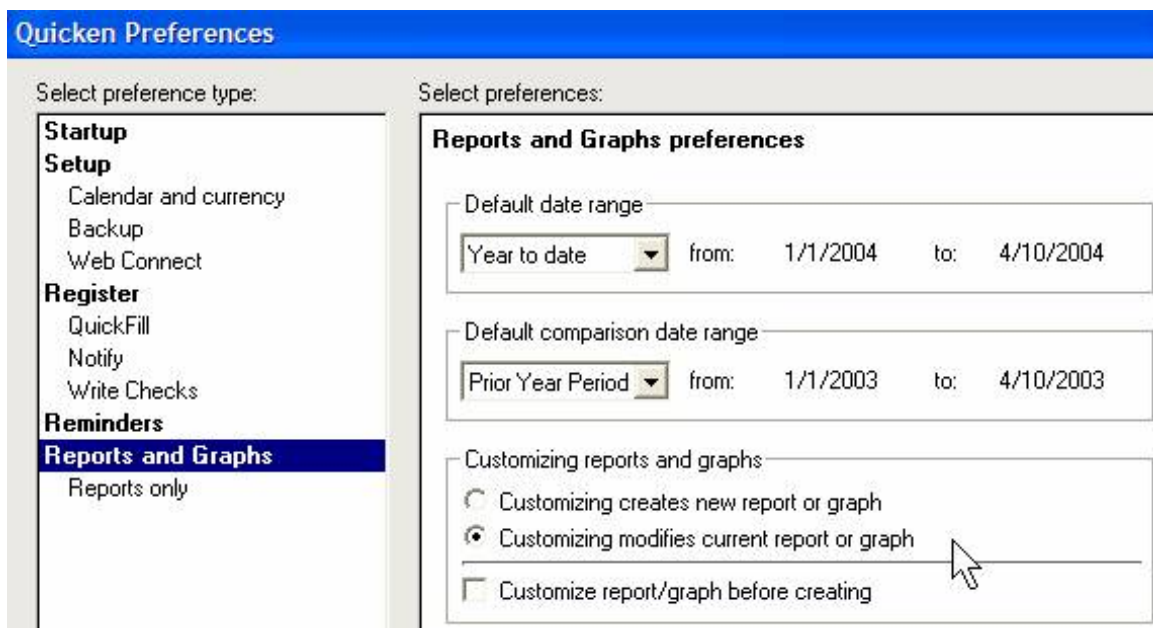 Quicken Preferences
Select preference type:
Startup
Setup
Calendar and currency
Backup
Web Connect
Register
QuickFill
Notify
Write Checks
Reminders
Reports and Graphs
Reports only
Select preferences:
Reports and Graphs preferences
Default date range
Year to date from: 1/1/2004 to: 4/10/2004
Default comparison date range
Prior Year Period from: 1/1/2003 to: 4/10/2003
Customizing reports and graphs
Customizing creates new report or graph
Customizing modifies current report or graph
Customize report/graph before creating